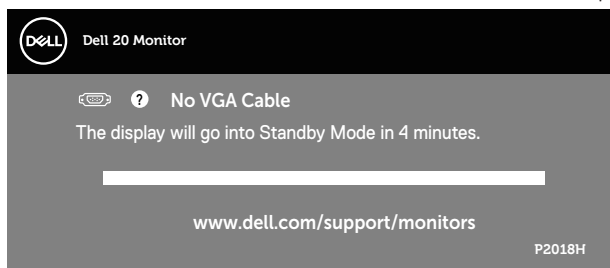 DELL Dell 20 Monitor
? No VGA Cable
The display will go into Standby Mode in 4 minutes.
www.dell.com/support/monitors
P2018H